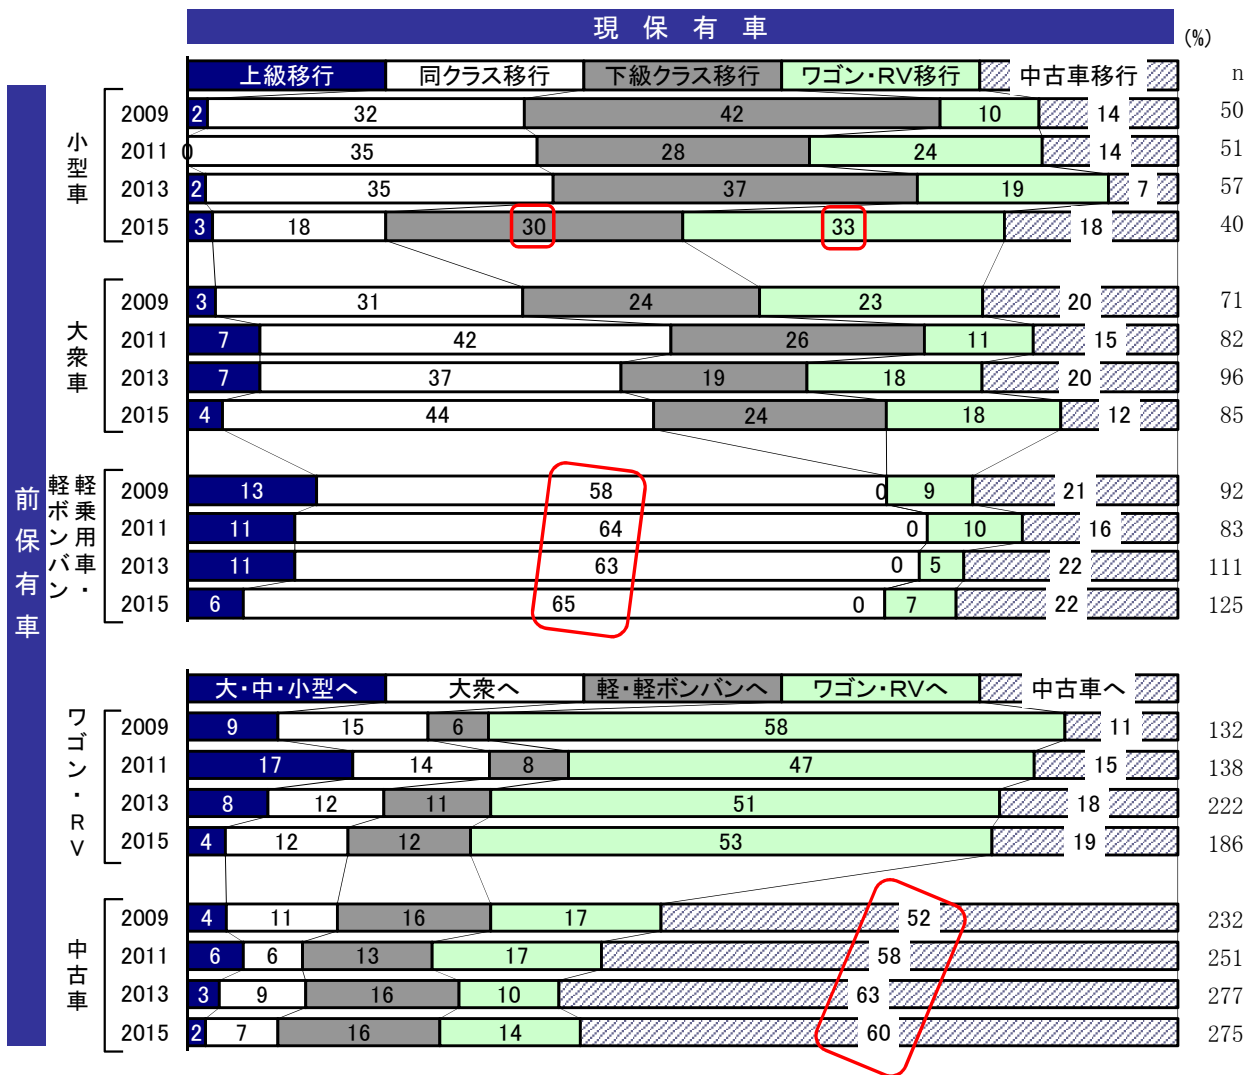 現 保 有 車
(%)
上級移行 同クラス移行 下級クラス移行 ワゴン・RV移行 中古車移行 n
前保有車
小型車
2009 2 32 42 10 14 50
2011 0 35 28 24 14 51
2013 2 35 37 19 7 57
2015 3 18 30 33 18 40
大衆車
2009 3 31 24 23 20 71
2011 7 42 26 11 15 82
2013 7 37 19 18 20 96
2015 4 44 24 18 12 85
軽乗用車・
軽ボンバン
2009 13 58 0 9 21 92
2011 11 64 0 10 16 83
2013 11 63 0 5 22 111
2015 6 65 0 7 22 125
大・中・小型へ 大衆へ 軽・軽ボンバンへ ワゴン・RVへ 中古車へ
ワゴン・RV
2009 9 15 6 58 11 132
2011 17 14 8 47 15 138
2013 8 12 11 51 18 222
2015 4 12 12 53 19 186
中古車
2009 4 11 16 17 52 232
2011 6 6 13 17 58 251
2013 3 9 16 10 63 277
2015 2 7 16 14 60 275